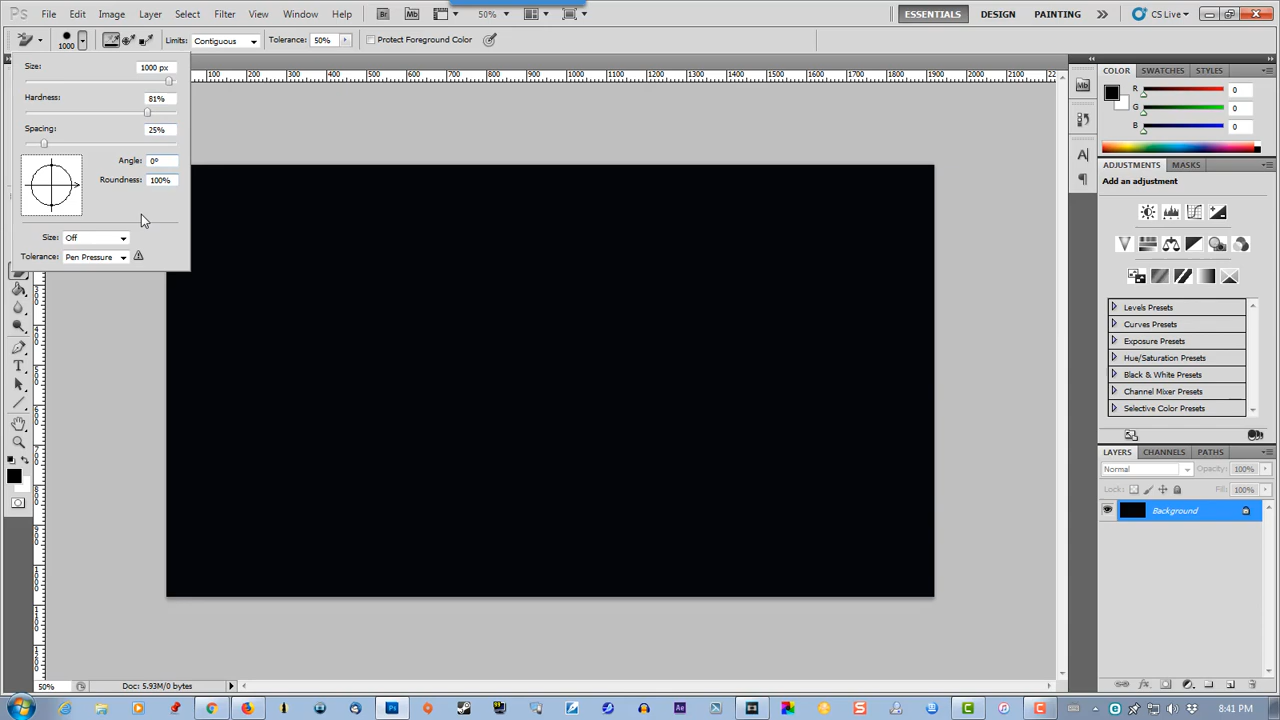 Ps File Edit Image Layer Select Filter Analysis 3D View Window Help Br Mb 50% ESSENTIALS DESIGN PAINTING CS Live
1000 Limits: Contiguous Tolerance: 50% Protect Foreground Color
Size: 1000 px
Hardness: 81%
Spacing: 25%
Angle: 0º
Roundness: 100%
Size: Off
Tolerance: Pen Pressure
100 200 300 400 500 600 700 800 900 1000 1100 1200 1300 1400 1500 1600 1700 1800 1900 2000 2100
COLOR SWATCHES STYLES
R 0
G 0
B 0
ADJUSTMENTS MASKS
Add an adjustment
Levels Presets
Curves Presets
Exposure Presets
Hue/Saturation Presets
Black & White Presets
Channel Mixer Presets
Selective Color Presets
LAYERS CHANNELS PATHS
Normal Opacity: 100%
Lock: Fill: 100%
Background
50% Doc: 5.93M/0 bytes
8:41 PM